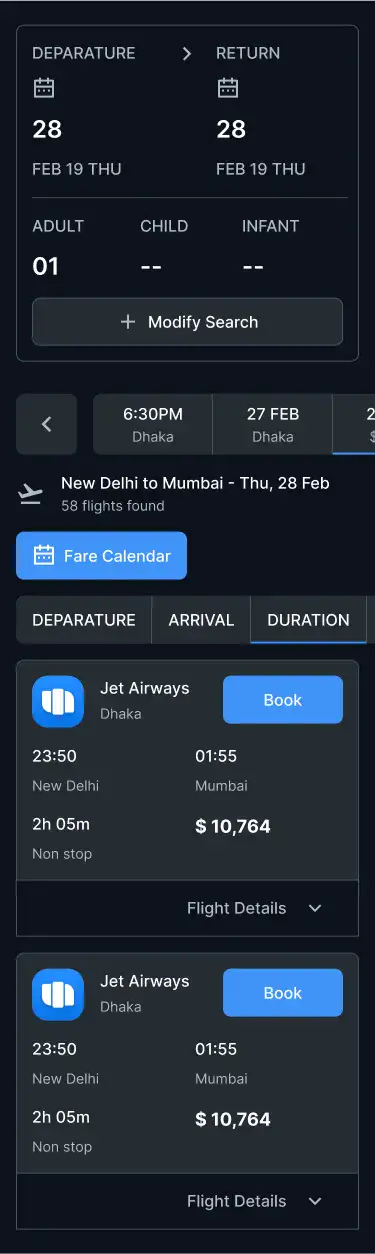 DEPARATURE
RETURN
28
28
FEB 19 THU
FEB 19 THU
ADULT
CHILD
INFANT
01
--
--
Modify Search
6:30PM
27 FEB
Dhaka
Dhaka
New Delhi to Mumbai - Thu, 28 Feb
58 flights found
Fare Calendar
DEPARATURE
ARRIVAL
DURATION
Jet Airways
Dhaka
Book
23:50
01:55
New Delhi
Mumbai
2h 05m
$ 10,764
Non stop
Flight Details
Jet Airways
Dhaka
Book
23:50
01:55
New Delhi
Mumbai
2h 05m
$ 10,764
Non stop
Flight Details